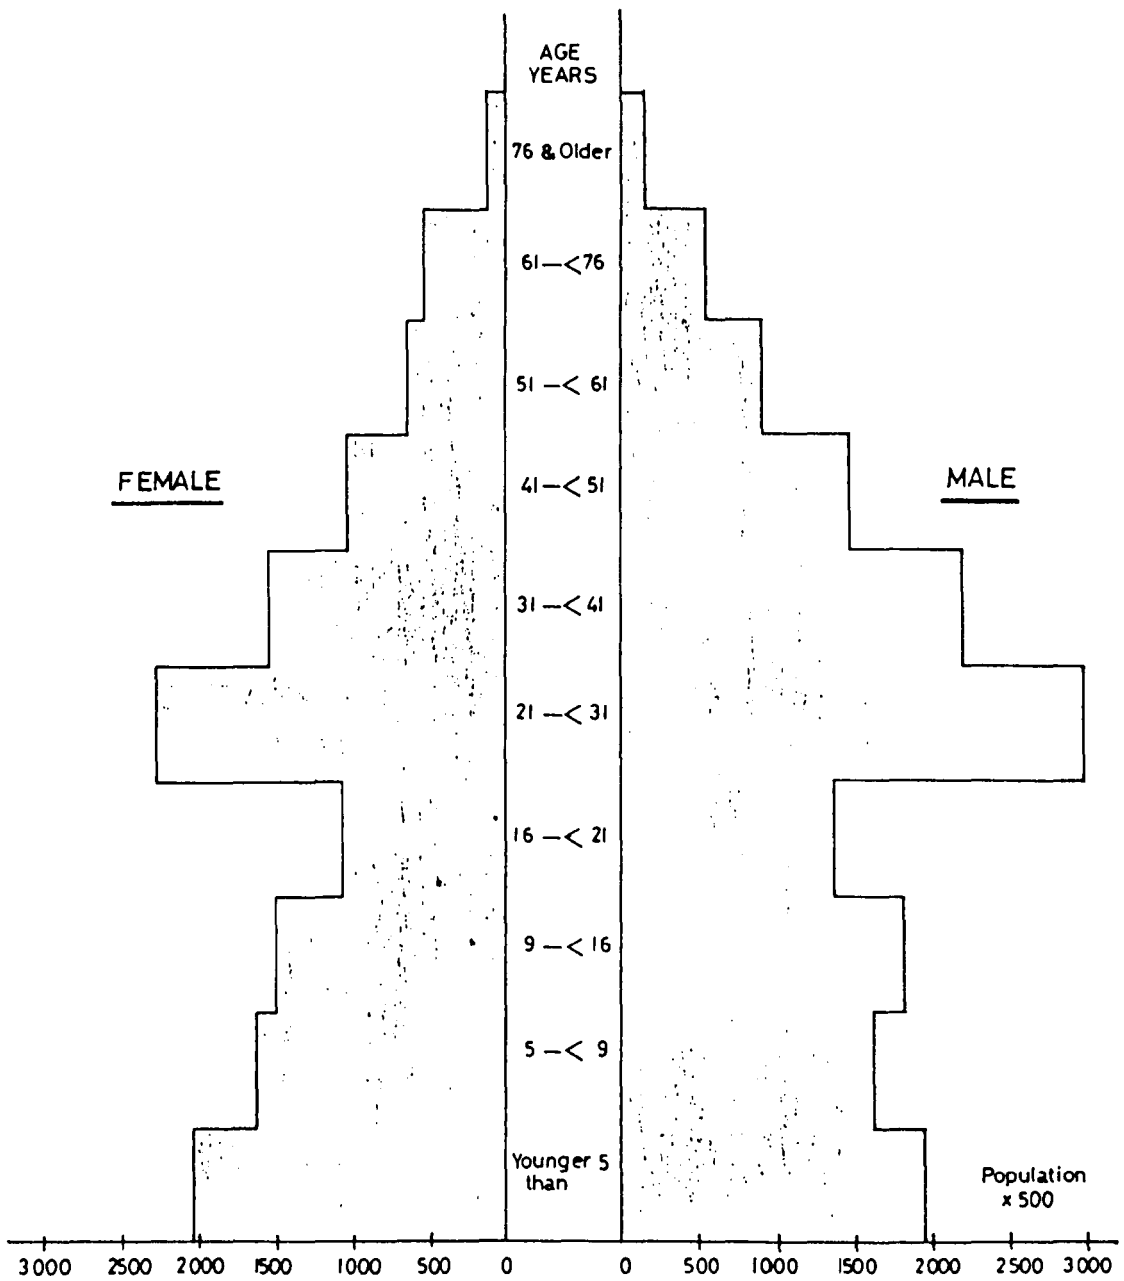 AGE
YEARS
76 & Older
61—<76
51—< 61
FEMALE
MALE
41—< 51
31—< 41
21—< 31
16—< 21
9—< 16
5—< 9
Younger 5
than
Population
x 500
3000 2500 2000 1500 1000 500 0 0 500 1000 1500 2000 2500 3000